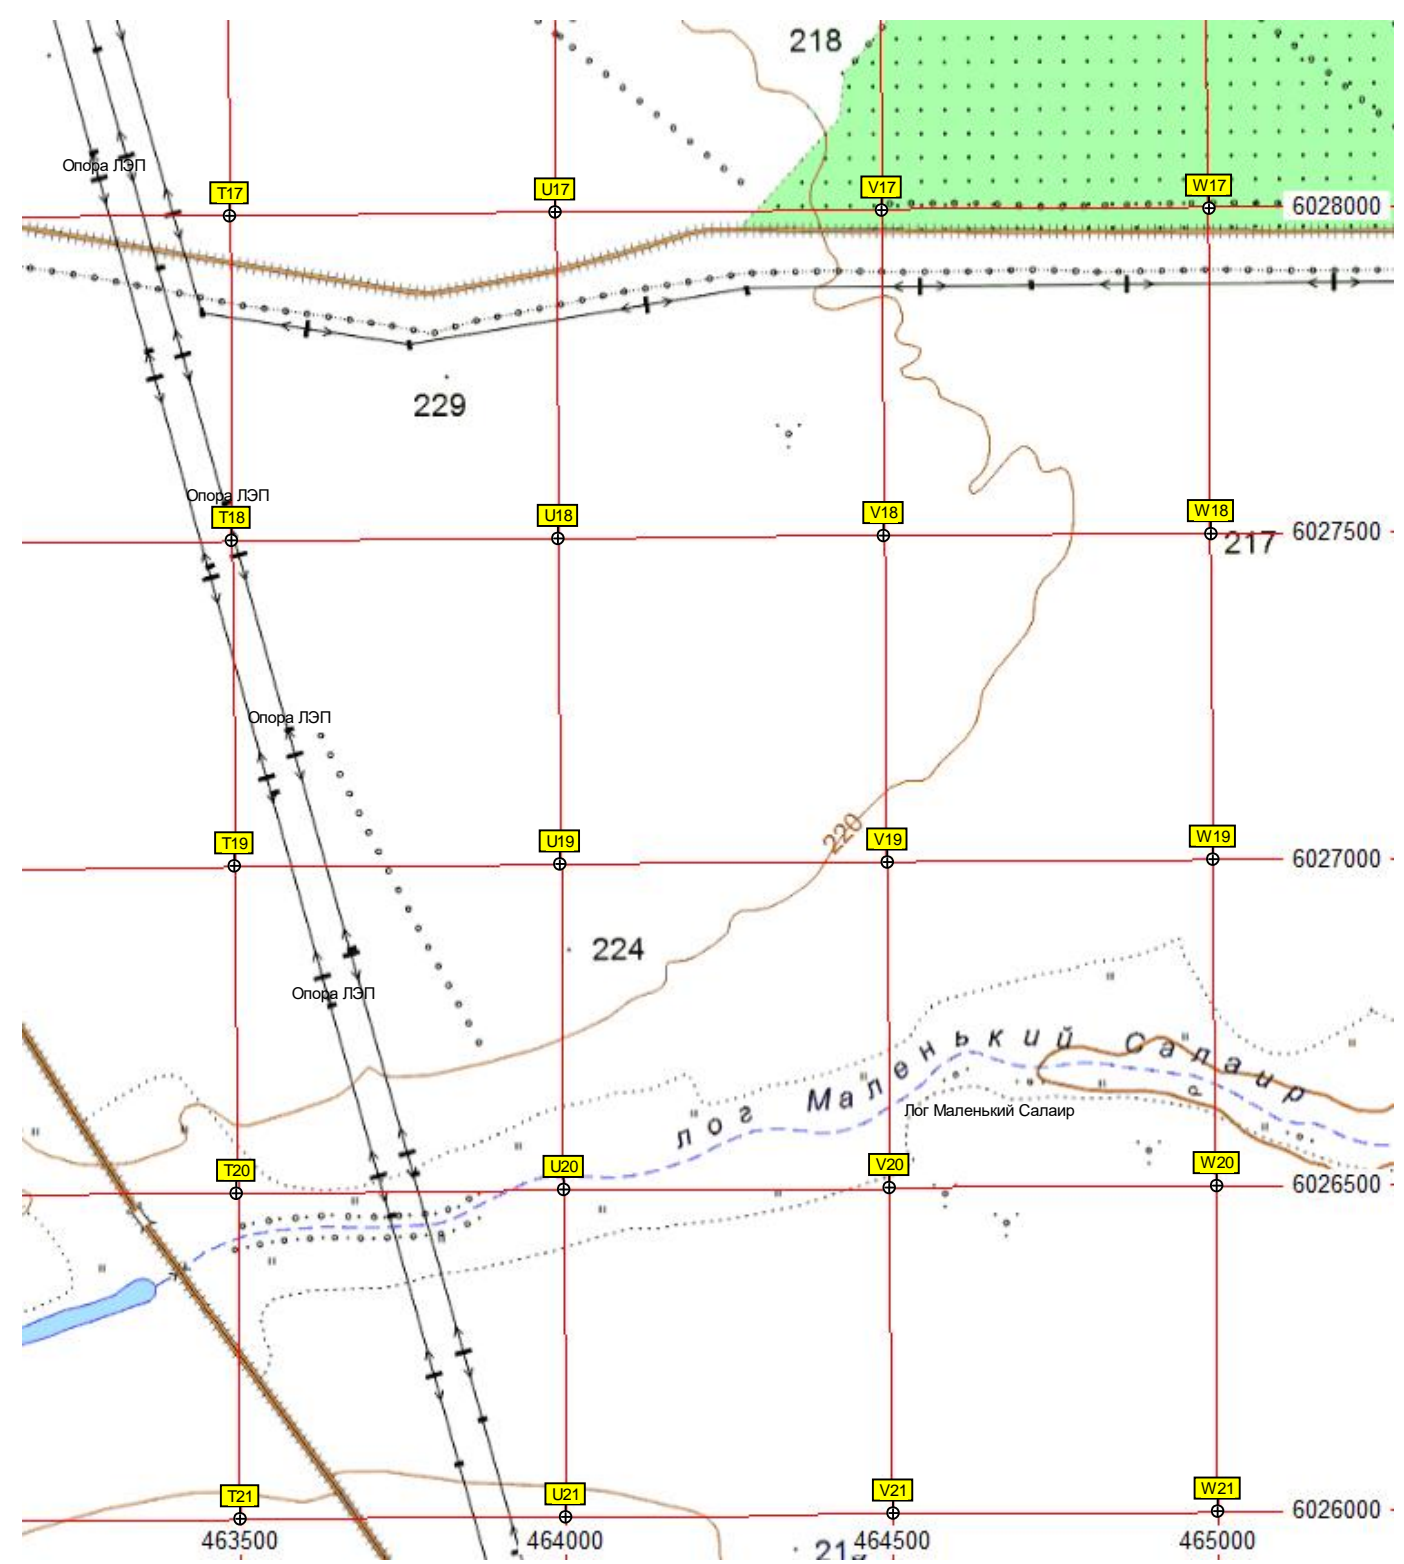 218
Опора ЛЭП
T17
U17
V17
W17
6028000
229
Опора ЛЭП
T18
U18
V18
W18
6027500
217
Опора ЛЭП
220
T19
U19
V19
W19
6027000
224
Опора ЛЭП
лог Маленький Салаир
Лог Маленький Салаир
T20
U20
V20
W20
6026500
T21
U21
V21
W21
6026000
463500
464000
464500
465000